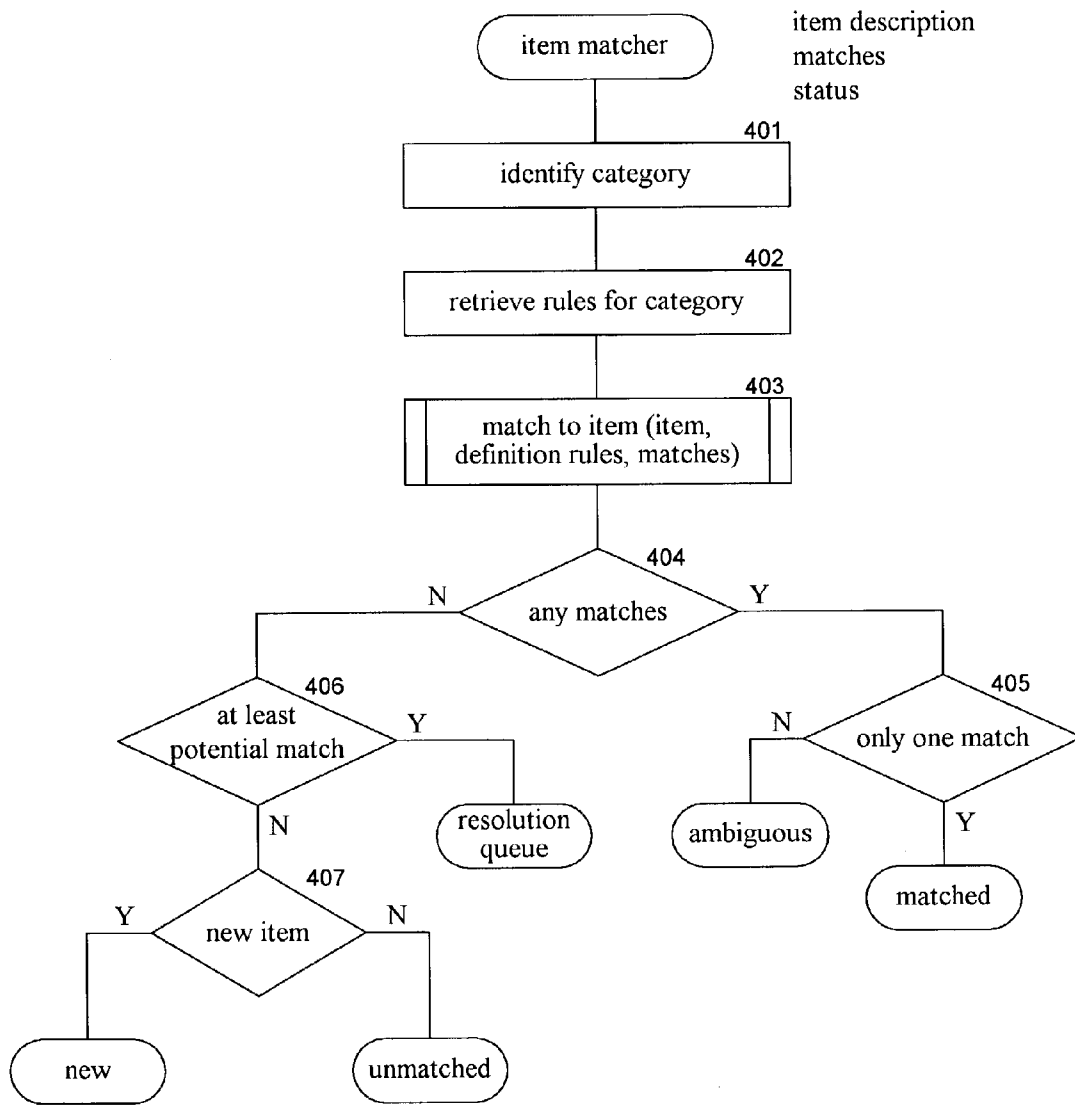 item matcher
item description
matches
status
401
identify category
402
retrieve rules for category
403
match to item (item,
definition rules, matches)
404
N
any matches
Y
406
at least
potential match
Y
405
N
only one match
N
resolution
queue
ambiguous
Y
matched
407
Y
new item
N
new
unmatched